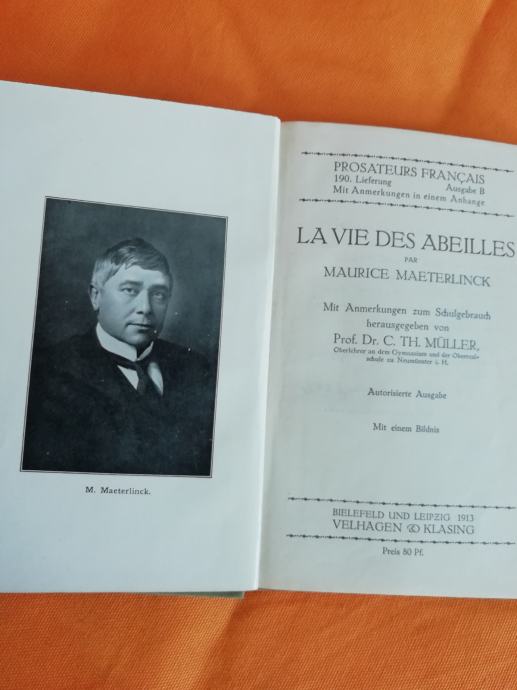 M. Maeterlinck.
PROSATEURS FRANÇAIS
190. Lieferung Ausgabe B
Mit Anmerkungen in einem Anhange
LA VIE DES ABEILLES
PAR
MAURICE MAETERLINCK
Mit Anmerkungen zum Schulgebrauch
herausgegeben von
Prof. Dr. C. TH. MÜLLER,
Oberlehrer an dem Gymnasium und der Oberreal-
schule zu Neumünster i. H.
Autorisierte Ausgabe
Mit einem Bildnis
BIELEFELD UND LEIPZIG 1913
VELHAGEN & KLASING
Preis 80 Pf.